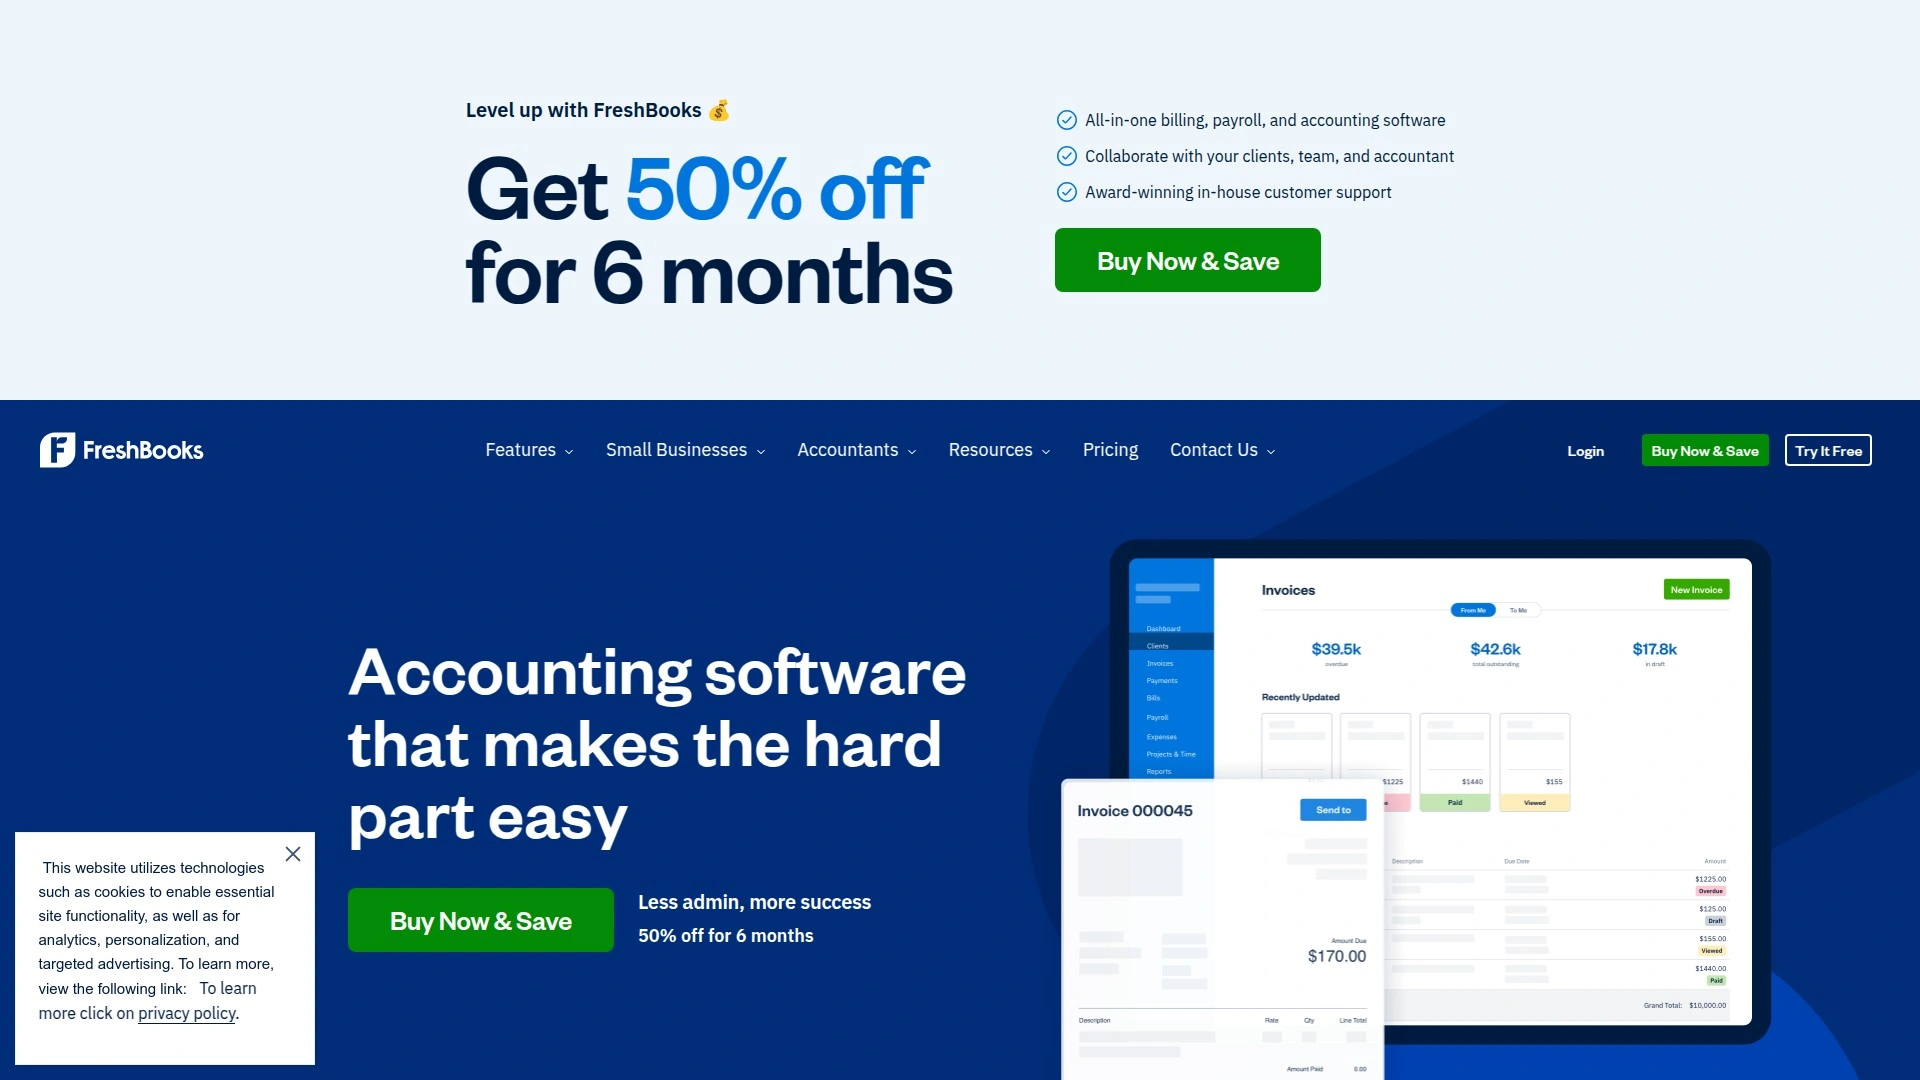 Level up with FreshBooks 💰
Get 50% off
for 6 months
All-in-one billing, payroll, and accounting software
Collaborate with your clients, team, and accountant
Award-winning in-house customer support
Buy Now & Save
FreshBooks
Features
Small Businesses
Accountants
Resources
Pricing
Contact Us
Login
Buy Now & Save
Try It Free
Accounting software
that makes the hard
part easy
Buy Now & Save
Less admin, more success
50% off for 6 months
Invoices
New Invoice
From Me
To Me
Dashboard
Clients
Invoices
Payments
Bills
Payroll
Expenses
Projects & Time
Reports
$39.5k
overdue
$42.6k
total outstanding
$17.8k
in draft
Recently Updated
$1225
$1440
Paid
$155
Viewed
Description
Due Date
Amount
$1225.00
Overdue
$125.00
Draft
$155.00
Viewed
$1440.00
Paid
Grand Total: $10,000.00
Invoice 000045
Send to
Amount Due
$170.00
Description
Rate
Qty
Line Total
Amount Paid 0.00
This website utilizes technologies
such as cookies to enable essential
site functionality, as well as for
analytics, personalization, and
targeted advertising. To learn more,
view the following link: To learn
more click on privacy policy.